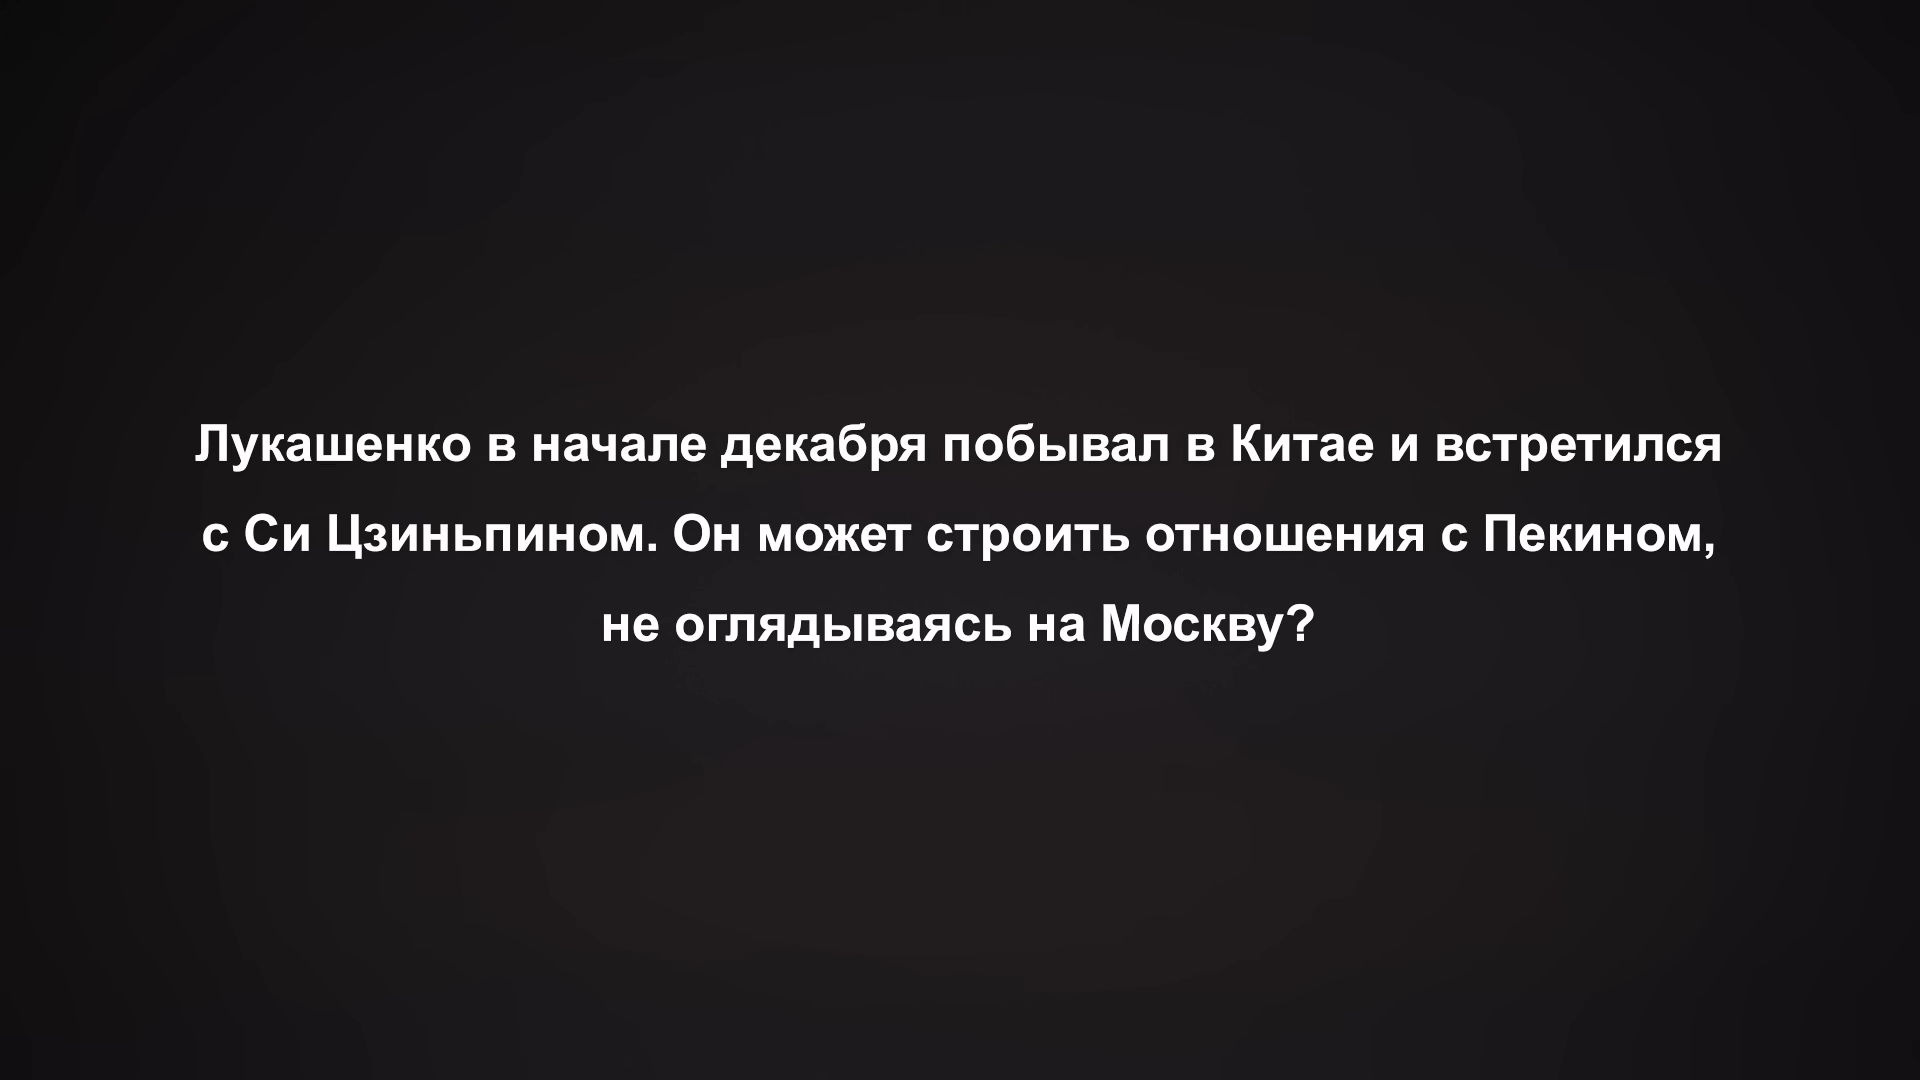 Лукашенко в начале декабря побывал в Китае и встретился
с Си Цзиньпином. Он может строить отношения с Пекином,
не оглядываясь на Москву?